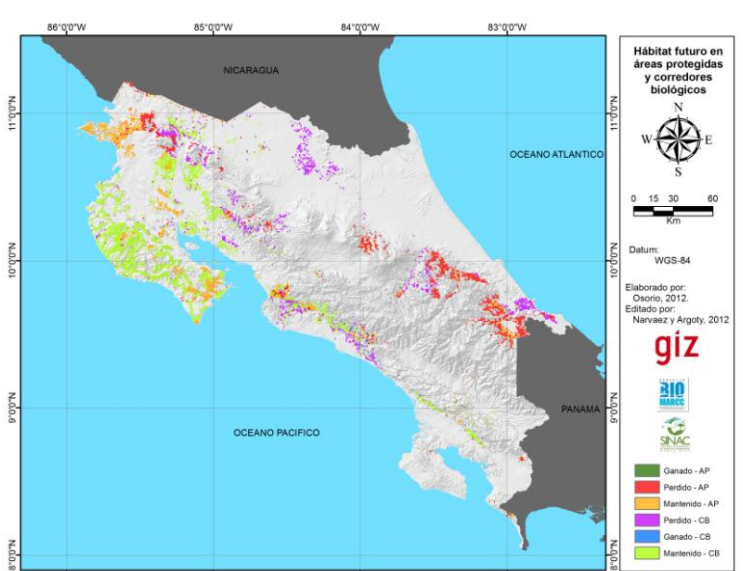 86°0'0"W
85°0'0"W
84°0'0"W
83°0'0"W
11°0'0"N
10°0'0"N
9°0'0"N
8°0'0"N
11°0'0"N
10°0'0"N
9°0'0"N
8°0'0"N
NICARAGUA
OCEANO ATLANTICO
OCEANO PACIFICO
PANAMA
Hábitat futuro en
áreas protegidas
y corredores
biológicos
N
W E
S
0 15 30 60
Km
Datum:
WGS-84
Elaborado por:
Osorio, 2012.
Editado por:
Narvaez y Argoty, 2012
giz
BIO
MARCC
SINAC
Ganado - AP
Perdido - AP
Mantenido - AP
Perdido - CB
Ganado - CB
Mantenido - CB